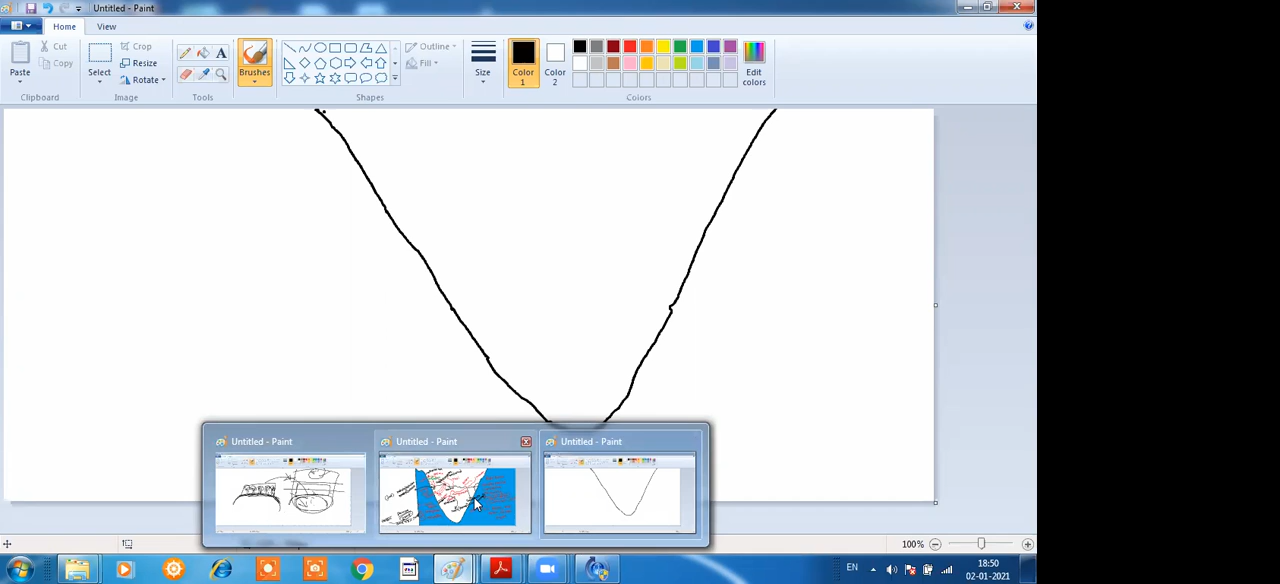 Untitled - Paint
Home View
Paste
Cut
Copy
Select
Crop
Resize
Rotate
Brushes
Outline
Fill
Size
Color
1
Color
2
Edit
colors
Clipboard Image Tools Shapes Colors
Untitled - Paint Untitled - Paint Untitled - Paint
100%
EN
18:50
02-01-2021